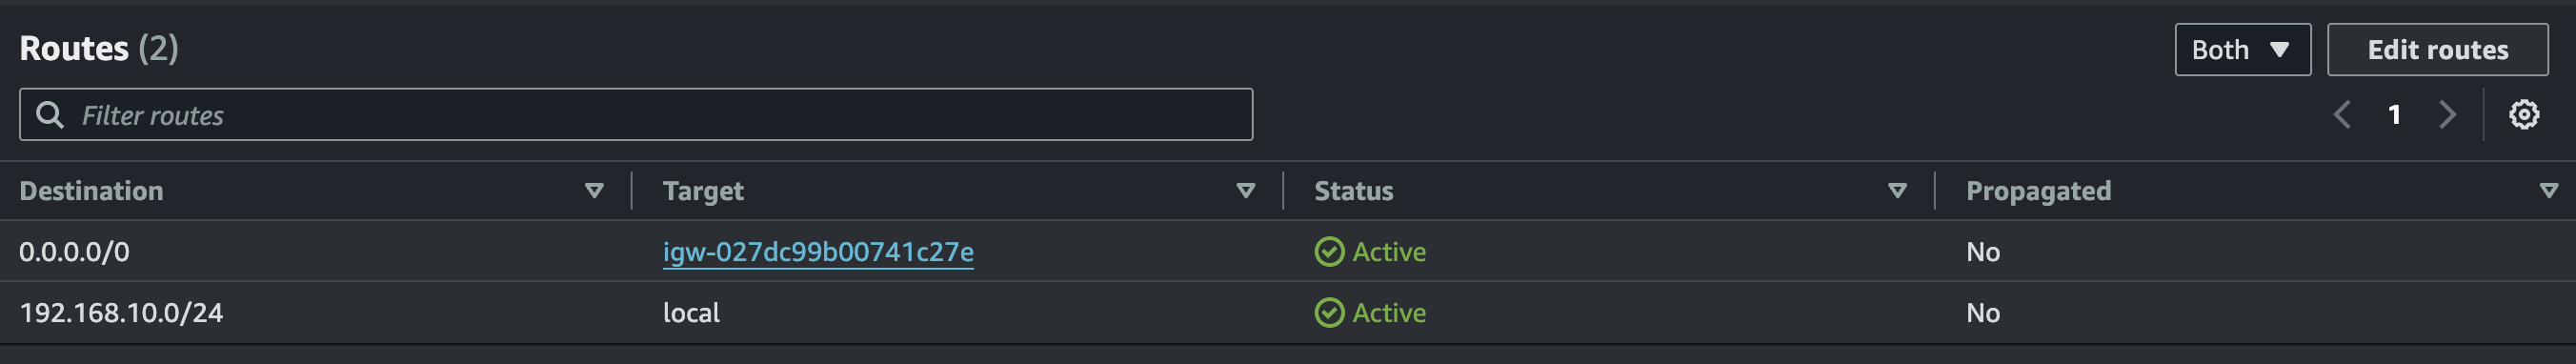 Routes (2)
Both
Edit routes
Filter routes
1
Destination Target Status Propagated
0.0.0.0/0 igw-027dc99b00741c27e Active No
192.168.10.0/24 local Active No